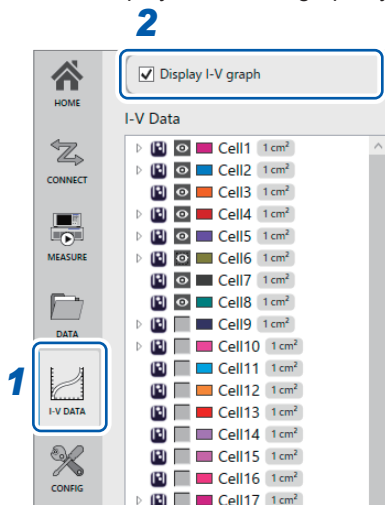 2
Display I-V graph
HOME
I-V Data
Cell1 1 cm²
Cell2 1 cm²
CONNECT
Cell3 1 cm²
Cell4 1 cm²
Cell5 1 cm²
MEASURE
Cell6 1 cm²
Cell7 1 cm²
Cell8 1 cm²
DATA
Cell9 1 cm²
Cell10 1 cm²
1
Cell11 1 cm²
I-V DATA
Cell12 1 cm²
Cell13 1 cm²
Cell14 1 cm²
Cell15 1 cm²
CONFIG
Cell16 1 cm²
Cell17 1 cm²